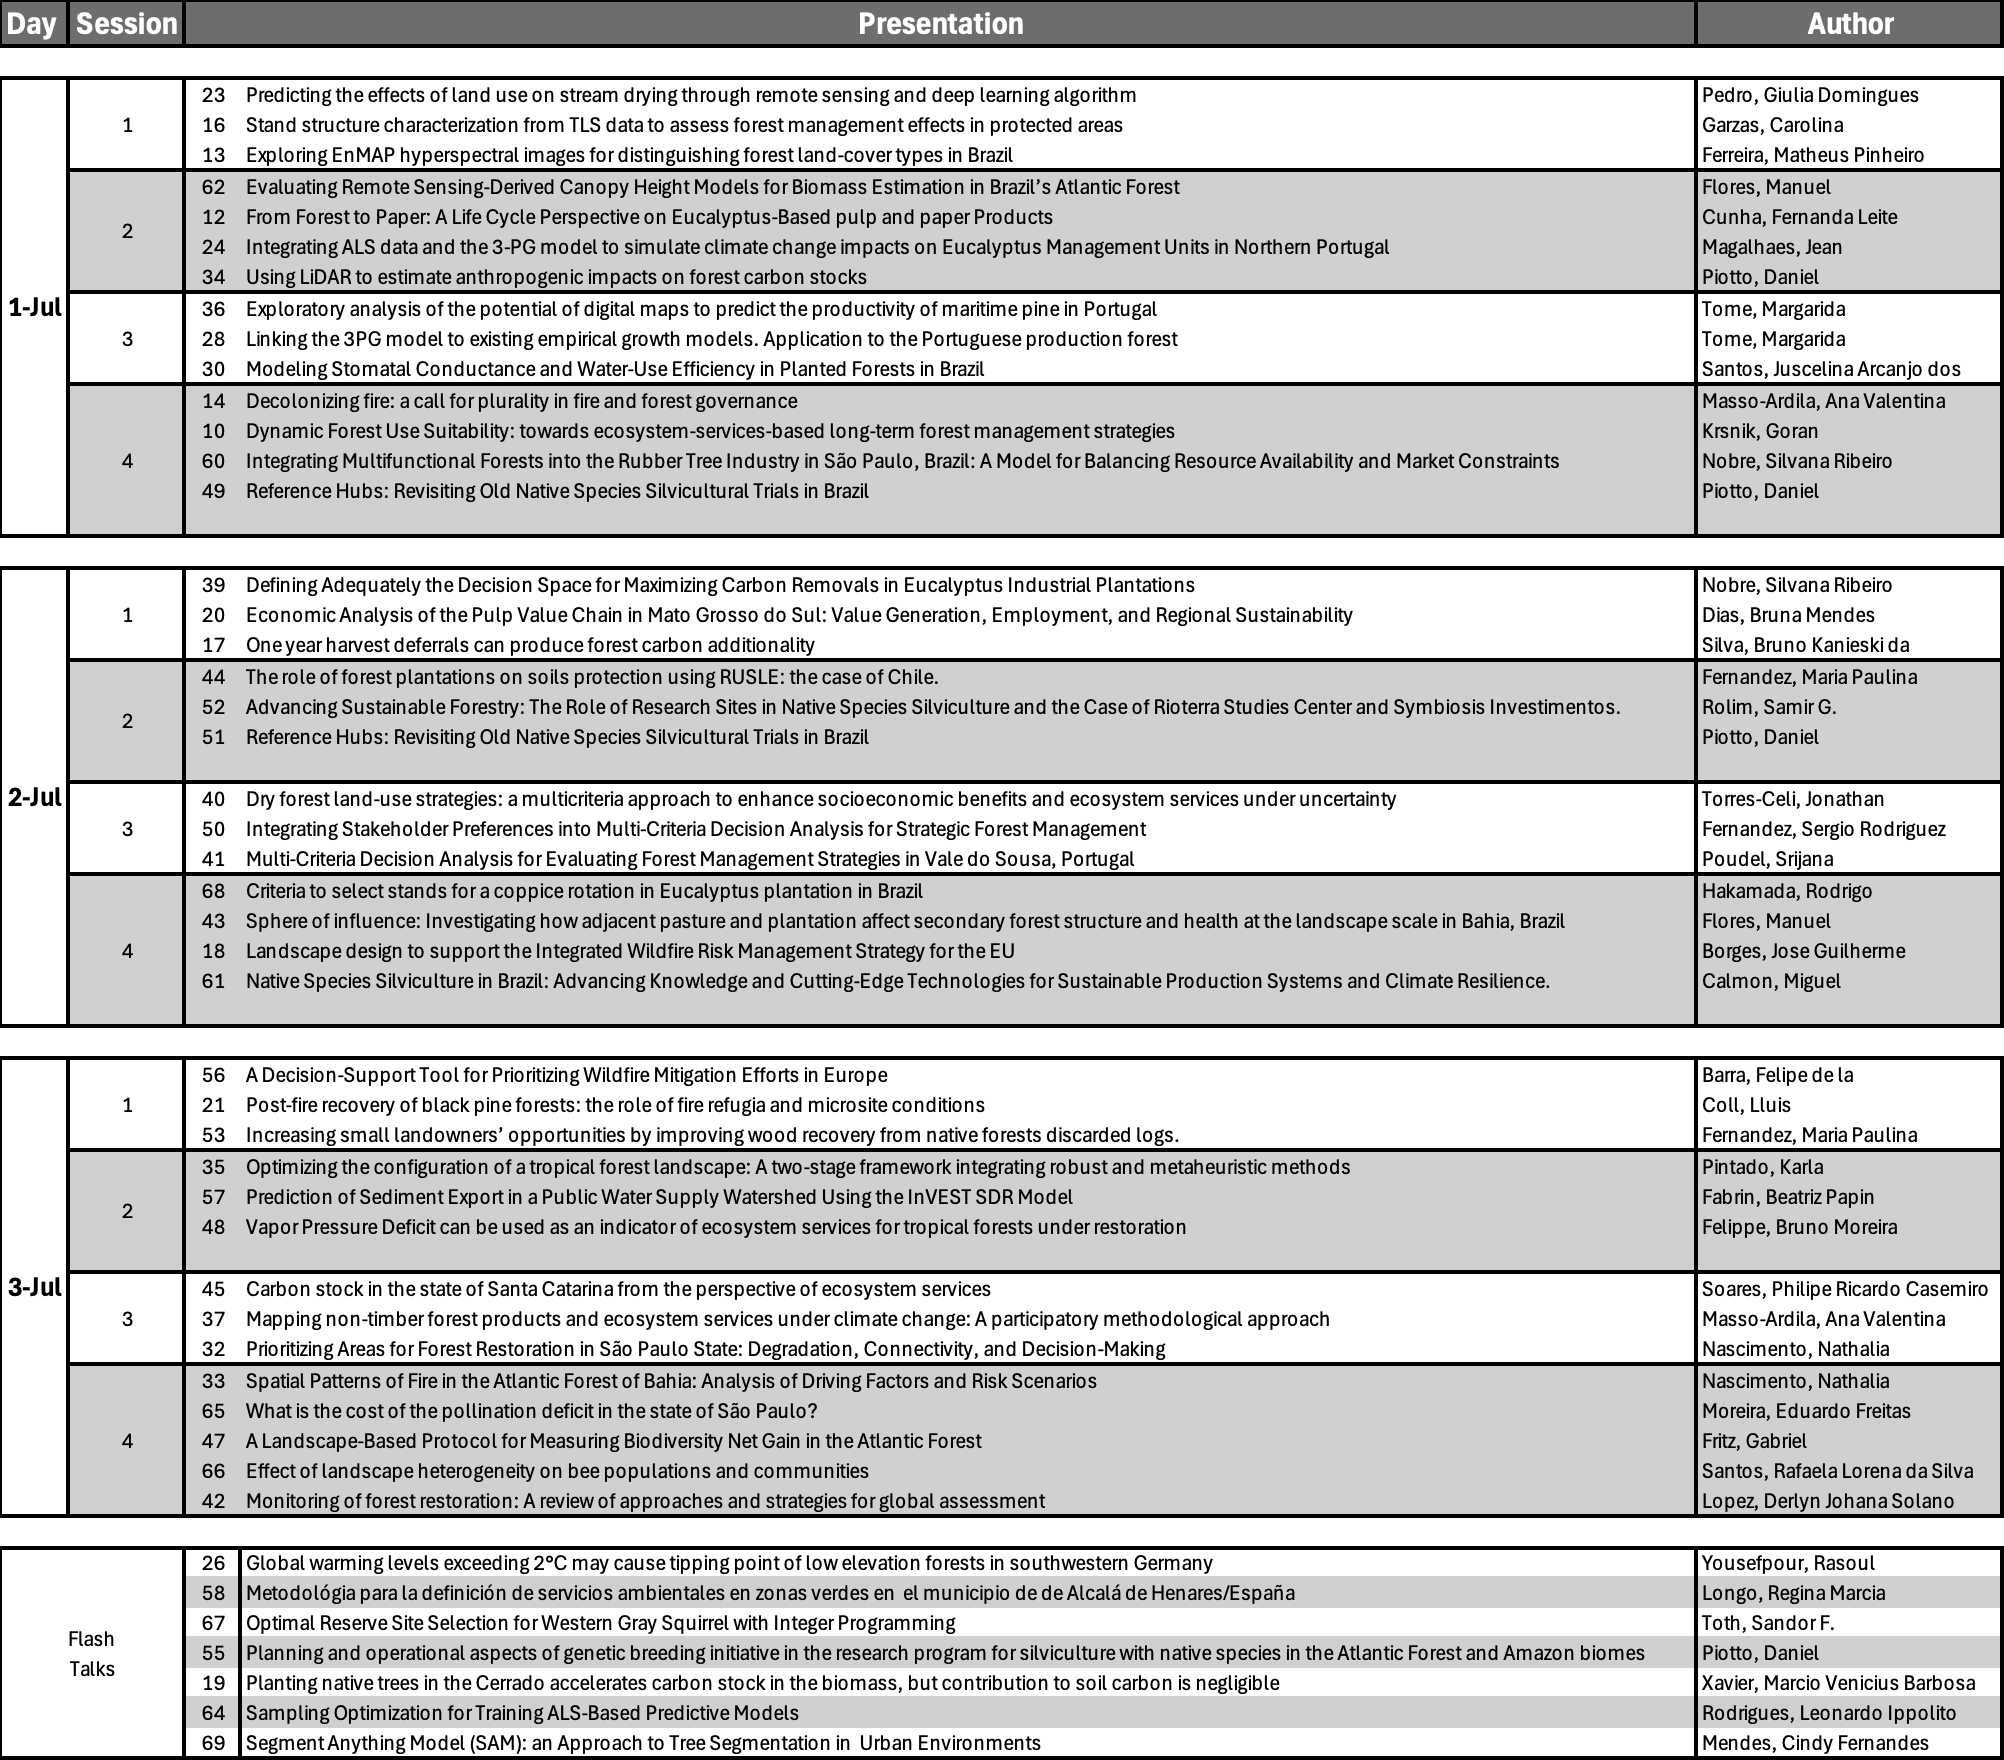 Day Session Presentation Author
23 Predicting the effects of land use on stream drying through remote sensing and deep learning algorithm Pedro, Giulia Domingues
1 16 Stand structure characterization from TLS data to assess forest management effects in protected areas Garzas, Carolina
13 Exploring EnMAP hyperspectral images for distinguishing forest land-cover types in Brazil Ferreira, Matheus Pinheiro
62 Evaluating Remote Sensing-Derived Canopy Height Models for Biomass Estimation in Brazil's Atlantic Forest Flores, Manuel
2 12 From Forest to Paper: A Life Cycle Perspective on Eucalyptus-Based pulp and paper Products Cunha, Fernanda Leite
24 Integrating ALS data and the 3-PG model to simulate climate change impacts on Eucalyptus Management Units in Northern Portugal Magalhaes, Jean
34 Using LiDAR to estimate anthropogenic impacts on forest carbon stocks Piotto, Daniel
1-Jul 36 Exploratory analysis of the potential of digital maps to predict the productivity of maritime pine in Portugal Tome, Margarida
3 28 Linking the 3PG model to existing empirical growth models. Application to the Portuguese production forest Tome, Margarida
30 Modeling Stomatal Conductance and Water-Use Efficiency in Planted Forests in Brazil Santos, Juscelina Arcanjo dos
14 Decolonizing fire: a call for plurality in fire and forest governance Masso-Ardila, Ana Valentina
10 Dynamic Forest Use Suitability: towards ecosystem-services-based long-term forest management strategies Krsnik, Goran
4 60 Integrating Multifunctional Forests into the Rubber Tree Industry in São Paulo, Brazil: A Model for Balancing Resource Availability and Market Constraints Nobre, Silvana Ribeiro
49 Reference Hubs: Revisiting Old Native Species Silvicultural Trials in Brazil Piotto, Daniel
39 Defining Adequately the Decision Space for Maximizing Carbon Removals in Eucalyptus Industrial Plantations Nobre, Silvana Ribeiro
1 20 Economic Analysis of the Pulp Value Chain in Mato Grosso do Sul: Value Generation, Employment, and Regional Sustainability Dias, Bruna Mendes
17 One year harvest deferrals can produce forest carbon additionality Silva, Bruno Kanieski da
44 The role of forest plantations on soils protection using RUSLE: the case of Chile. Fernandez, Maria Paulina
2 52 Advancing Sustainable Forestry: The Role of Research Sites in Native Species Silviculture and the Case of Rioterra Studies Center and Symbiosis Investimentos. Rolim, Samir G.
51 Reference Hubs: Revisiting Old Native Species Silvicultural Trials in Brazil Piotto, Daniel
2-Jul 40 Dry forest land-use strategies: a multicriteria approach to enhance socioeconomic benefits and ecosystem services under uncertainty Torres-Celi, Jonathan
3 50 Integrating Stakeholder Preferences into Multi-Criteria Decision Analysis for Strategic Forest Management Fernandez, Sergio Rodriguez
41 Multi-Criteria Decision Analysis for Evaluating Forest Management Strategies in Vale do Sousa, Portugal Poudel, Srijana
68 Criteria to select stands for a coppice rotation in Eucalyptus plantation in Brazil Hakamada, Rodrigo
43 Sphere of influence: Investigating how adjacent pasture and plantation affect secondary forest structure and health at the landscape scale in Bahia, Brazil Flores, Manuel
4 18 Landscape design to support the Integrated Wildfire Risk Management Strategy for the EU Borges, Jose Guilherme
61 Native Species Silviculture in Brazil: Advancing Knowledge and Cutting-Edge Technologies for Sustainable Production Systems and Climate Resilience. Calmon, Miguel
56 A Decision-Support Tool for Prioritizing Wildfire Mitigation Efforts in Europe Barra, Felipe de la
1 21 Post-fire recovery of black pine forests: the role of fire refugia and microsite conditions Coll, Lluis
53 Increasing small landowners' opportunities by improving wood recovery from native forests discarded logs. Fernandez, Maria Paulina
35 Optimizing the configuration of a tropical forest landscape: A two-stage framework integrating robust and metaheuristic methods Pintado, Karla
2 57 Prediction of Sediment Export in a Public Water Supply Watershed Using the InVEST SDR Model Fabrin, Beatriz Papin
48 Vapor Pressure Deficit can be used as an indicator of ecosystem services for tropical forests under restoration Felippe, Bruno Moreira
3-Jul 45 Carbon stock in the state of Santa Catarina from the perspective of ecosystem services Soares, Philipe Ricardo Casemiro
3 37 Mapping non-timber forest products and ecosystem services under climate change: A participatory methodological approach Masso-Ardila, Ana Valentina
32 Prioritizing Areas for Forest Restoration in São Paulo State: Degradation, Connectivity, and Decision-Making Nascimento, Nathalia
33 Spatial Patterns of Fire in the Atlantic Forest of Bahia: Analysis of Driving Factors and Risk Scenarios Nascimento, Nathalia
65 What is the cost of the pollination deficit in the state of São Paulo? Moreira, Eduardo Freitas
4 47 A Landscape-Based Protocol for Measuring Biodiversity Net Gain in the Atlantic Forest Fritz, Gabriel
66 Effect of landscape heterogeneity on bee populations and communities Santos, Rafaela Lorena da Silva
42 Monitoring of forest restoration: A review of approaches and strategies for global assessment Lopez, Derlyn Johana Solano
26 Global warming levels exceeding 2°C may cause tipping point of low elevation forests in southwestern Germany Yousefpour, Rasoul
58 Metodológia para la definición de servicios ambientales en zonas verdes en el municipio de de Alcalá de Henares/España Longo, Regina Marcia
67 Optimal Reserve Site Selection for Western Gray Squirrel with Integer Programming Toth, Sandor F.
Flash
Talks
55 Planning and operational aspects of genetic breeding initiative in the research program for silviculture with native species in the Atlantic Forest and Amazon biomes Piotto, Daniel
19 Planting native trees in the Cerrado accelerates carbon stock in the biomass, but contribution to soil carbon is negligible Xavier, Marcio Venicius Barbosa
64 Sampling Optimization for Training ALS-Based Predictive Models Rodrigues, Leonardo Ippolito
69 Segment Anything Model (SAM): an Approach to Tree Segmentation in Urban Environments Mendes, Cindy Fernandes